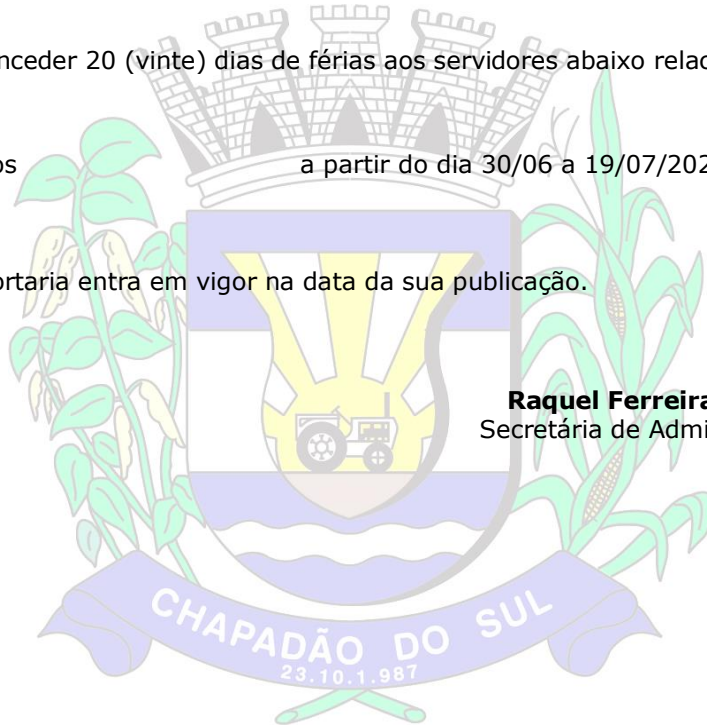 nceder 20 (vinte) dias de férias aos servidores abaixo relac
os a partir do dia 30/06 a 19/07/202
ortaria entra em vigor na data da sua publicação.
Raquel Ferreira
Secretária de Admi
CHAPADÃO DO SUL
23.10.1.987